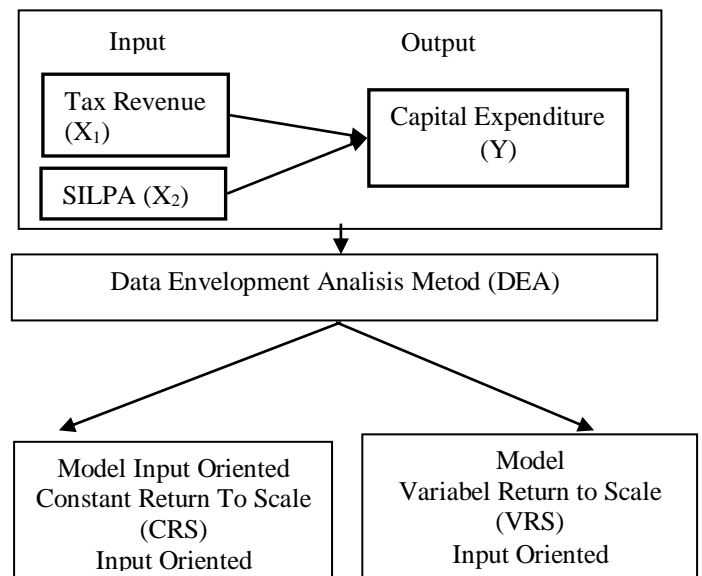 Input Output
Tax Revenue
(X₁)
Capital Expenditure
(Y)
SILPA (X₂)
Data Envelopment Analisis Metod (DEA)
Model Input Oriented
Constant Return To Scale
(CRS)
Input Oriented
Model
Variabel Return to Scale
(VRS)
Input Oriented